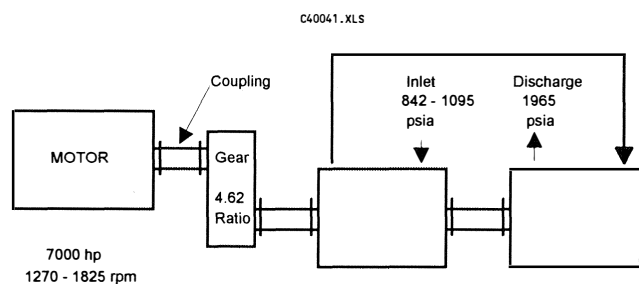 C40041.XLS
Coupling
Inlet
842 - 1095
psia
Discharge
1965
psia
MOTOR
Gear
4.62
Ratio
7000 hp
1270 - 1825 rpm